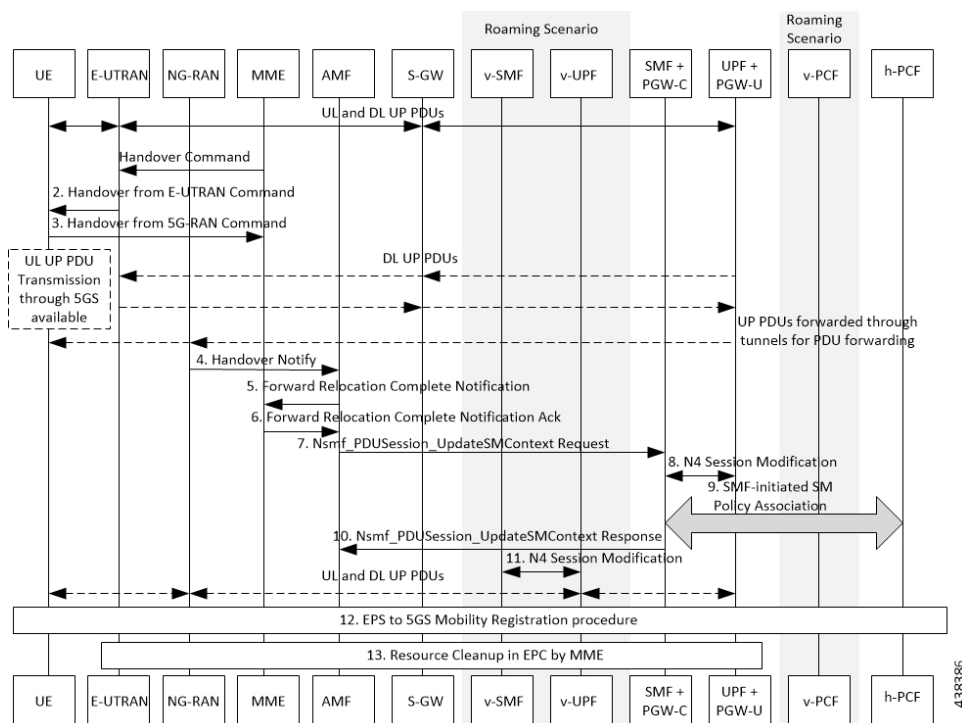 Roaming Scenario
Roaming
Scenario
UE
E-UTRAN
NG-RAN
MME
AMF
S-GW
v-SMF
v-UPF
SMF +
PGW-C
UPF +
PGW-U
v-PCF
h-PCF
UL and DL UP PDUs
Handover Command
2. Handover from E-UTRAN Command
3. Handover from 5G-RAN Command
UL UP PDU
Transmission
through 5GS
available
DL UP PDUs
UP PDUs forwarded through
tunnels for PDU forwarding
4. Handover Notify
5. Forward Relocation Complete Notification
6. Forward Relocation Complete Notification Ack
7. Nsmf_PDUSession_UpdateSMContext Request
8. N4 Session Modification
9. SMF-initiated SM
Policy Association
10. Nsmf_PDUSession_UpdateSMContext Response
11. N4 Session Modification
UL and DL UP PDUs
12. EPS to 5GS Mobility Registration procedure
13. Resource Cleanup in EPC by MME
UE
E-UTRAN
NG-RAN
MME
AMF
S-GW
v-SMF
v-UPF
SMF +
PGW-C
UPF +
PGW-U
v-PCF
h-PCF
438386